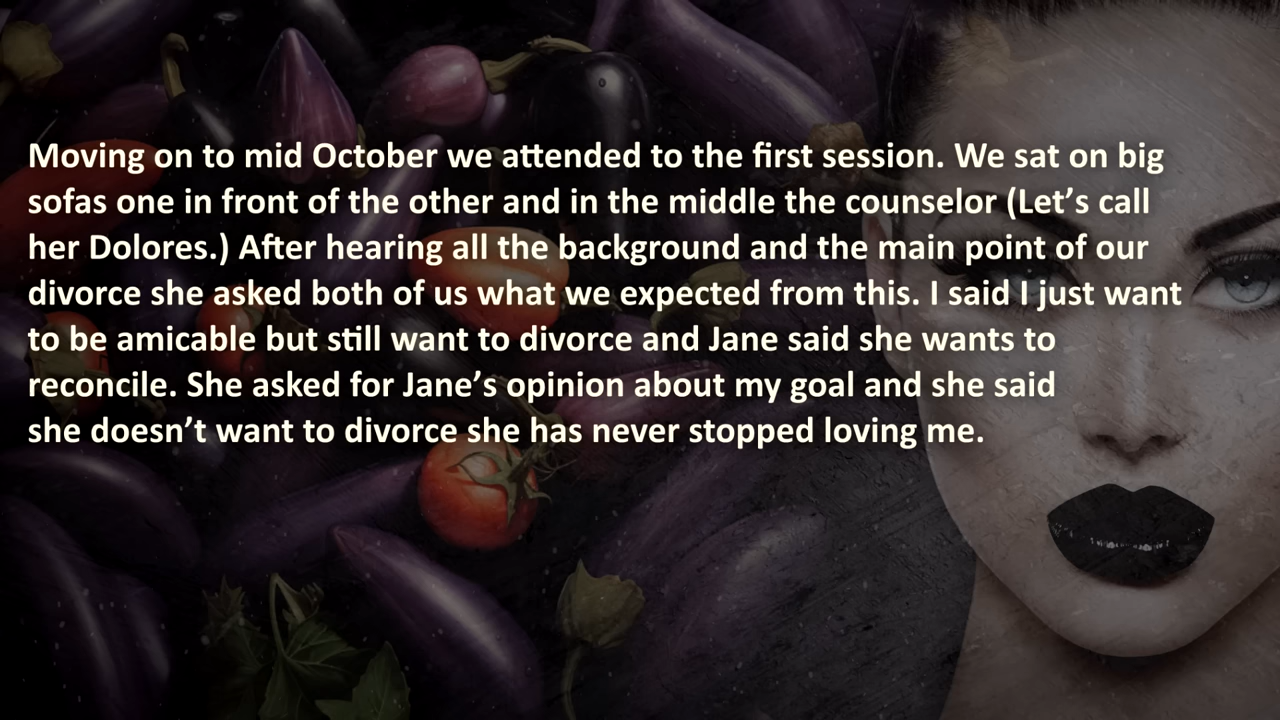 Moving on to mid October we attended to the first session. We sat on big
sofas one in front of the other and in the middle the counselor (Let’s call
her Dolores.) After hearing all the background and the main point of our
divorce she asked both of us what we expected from this. I said I just want
to be amicable but still want to divorce and Jane said she wants to
reconcile. She asked for Jane’s opinion about my goal and she said
she doesn’t want to divorce she has never stopped loving me.